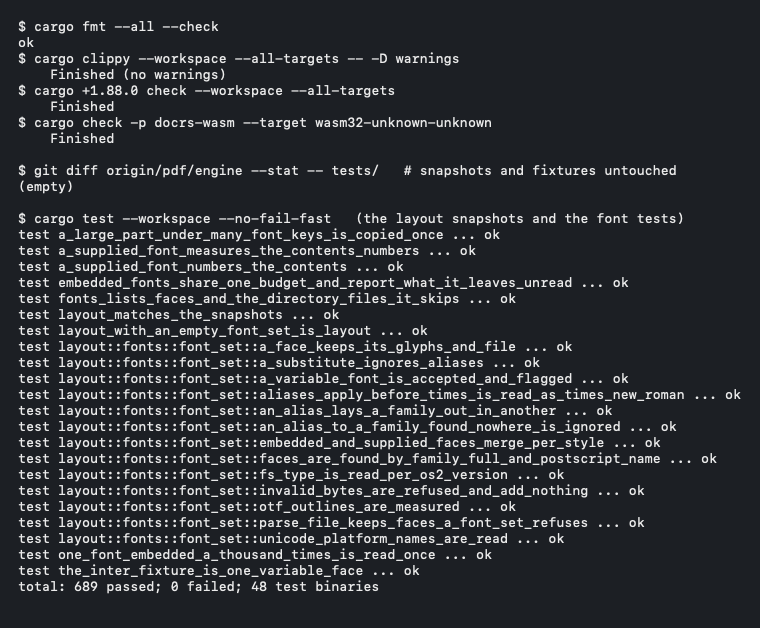 $ cargo fmt --all --check
ok
$ cargo clippy --workspace --all-targets -- -D warnings
    Finished (no warnings)
$ cargo +1.88.0 check --workspace --all-targets
    Finished
$ cargo check -p docrs-wasm --target wasm32-unknown-unknown
    Finished

$ git diff origin/pdf/engine --stat -- tests/   # snapshots and fixtures untouched
(empty)

$ cargo test --workspace --no-fail-fast   (the layout snapshots and the font tests)
test a_large_part_under_many_font_keys_is_copied_once ... ok
test a_supplied_font_measures_the_contents_numbers ... ok
test a_supplied_font_numbers_the_contents ... ok
test embedded_fonts_share_one_budget_and_report_what_it_leaves_unread ... ok
test fonts_lists_faces_and_the_directory_files_it_skips ... ok
test layout_matches_the_snapshots ... ok
test layout_with_an_empty_font_set_is_layout ... ok
test layout::fonts::font_set::a_face_keeps_its_glyphs_and_file ... ok
test layout::fonts::font_set::a_substitute_ignores_aliases ... ok
test layout::fonts::font_set::a_variable_font_is_accepted_and_flagged ... ok
test layout::fonts::font_set::aliases_apply_before_times_is_read_as_times_new_roman ... ok
test layout::fonts::font_set::an_alias_lays_a_family_out_in_another ... ok
test layout::fonts::font_set::an_alias_to_a_family_found_nowhere_is_ignored ... ok
test layout::fonts::font_set::embedded_and_supplied_faces_merge_per_style ... ok
test layout::fonts::font_set::faces_are_found_by_family_full_and_postscript_name ... ok
test layout::fonts::font_set::fs_type_is_read_per_os2_version ... ok
test layout::fonts::font_set::invalid_bytes_are_refused_and_add_nothing ... ok
test layout::fonts::font_set::otf_outlines_are_measured ... ok
test layout::fonts::font_set::parse_file_keeps_faces_a_font_set_refuses ... ok
test layout::fonts::font_set::unicode_platform_names_are_read ... ok
test one_font_embedded_a_thousand_times_is_read_once ... ok
test the_inter_fixture_is_one_variable_face ... ok
total: 689 passed; 0 failed; 48 test binaries